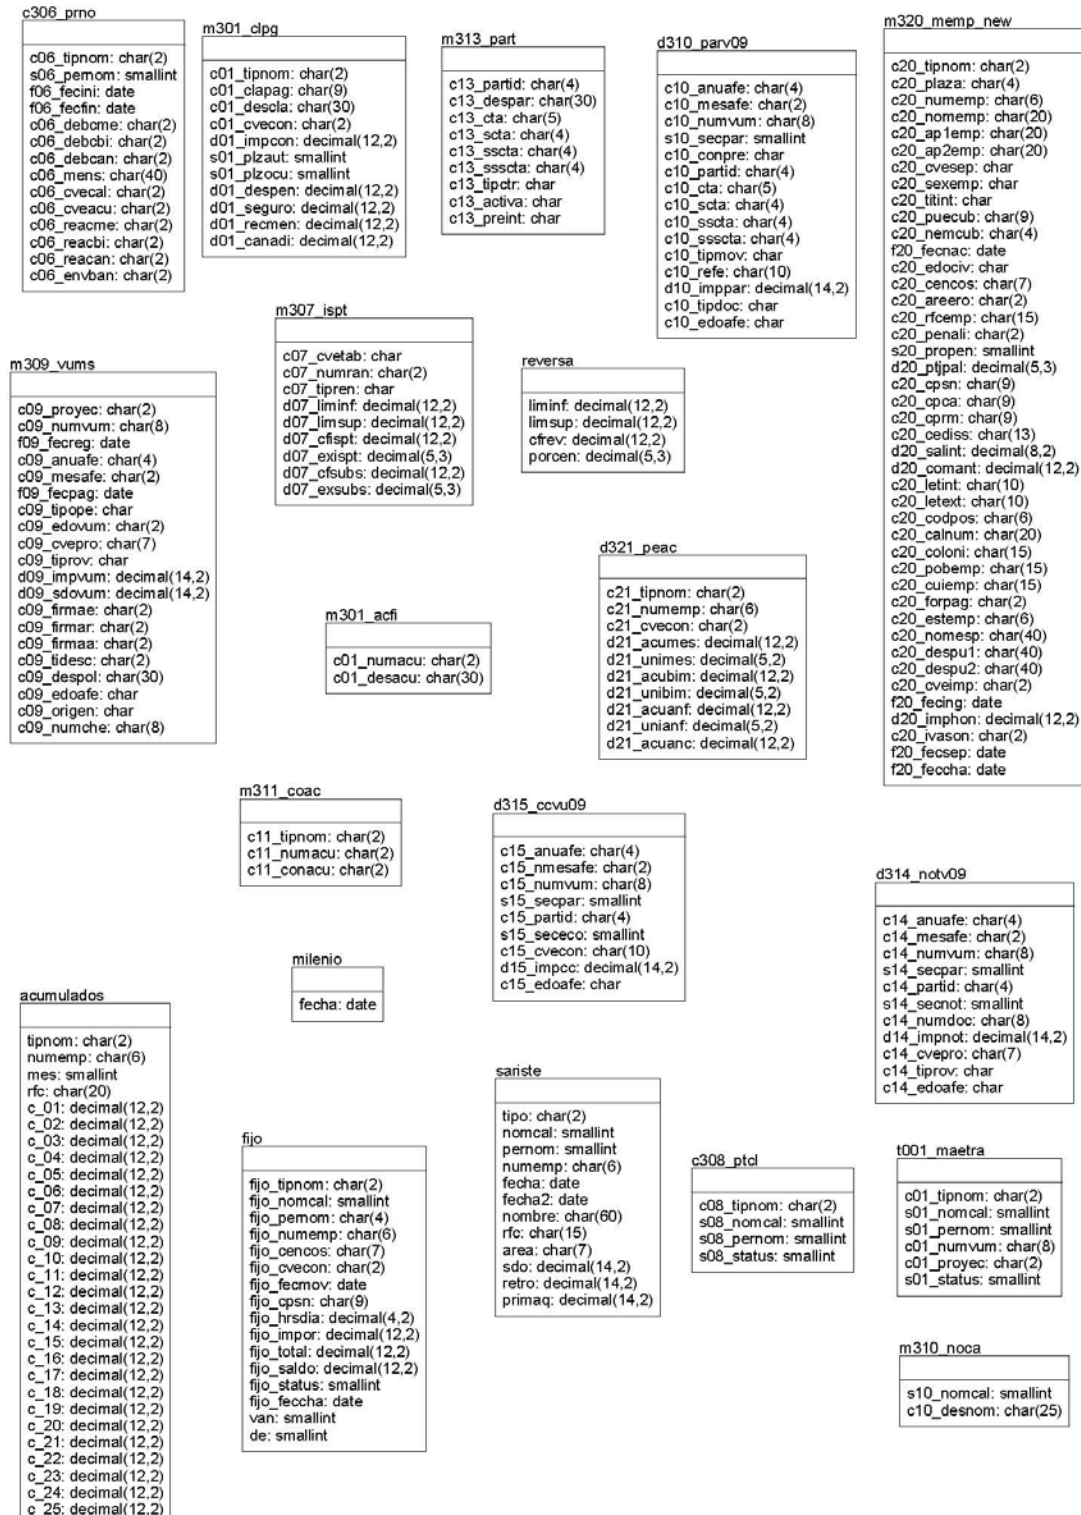 c306_prno
c06_tipnom: char(2)
s06_pernom: smallint
f06_fecini: date
f06_fecfin: date
c06_debcme: char(2)
c06_debcbi: char(2)
c06_debcan: char(2)
c06_mens: char(40)
c06_cvecal: char(2)
c06_cveacu: char(2)
c06_reacme: char(2)
c06_reacbi: char(2)
c06_reacan: char(2)
c06_envban: char(2)
m301_clpg
c01_tipnom: char(2)
c01_clapag: char(9)
c01_descla: char(30)
c01_cvecon: char(2)
d01_impcon: decimal(12,2)
s01_plzaut: smallint
s01_plzocu: smallint
d01_despen: decimal(12,2)
d01_seguro: decimal(12,2)
d01_recmen: decimal(12,2)
d01_canadi: decimal(12,2)
m313_part
c13_partid: char(4)
c13_despar: char(30)
c13_cta: char(5)
c13_scta: char(4)
c13_sscta: char(4)
c13_ssscta: char(4)
c13_tipctr: char
c13_activa: char
c13_preint: char
d310_parv09
c10_anuafe: char(4)
c10_mesafe: char(2)
c10_numvum: char(8)
s10_secpar: smallint
c10_conpre: char
c10_partid: char(4)
c10_cta: char(5)
c10_scta: char(4)
c10_sscta: char(4)
c10_ssscta: char(4)
c10_tipmov: char
c10_refe: char(10)
d10_imppar: decimal(14,2)
c10_tipdoc: char
c10_edoafe: char
m320_memp_new
c20_tipnom: char(2)
c20_plaza: char(4)
c20_numemp: char(6)
c20_nomemp: char(20)
c20_ap1emp: char(20)
c20_ap2emp: char(20)
c20_cvesep: char
c20_sexemp: char
c20_titint: char
c20_puecub: char(9)
c20_nemcub: char(4)
f20_fecnac: date
c20_edociv: char
c20_cencos: char(7)
c20_areero: char(2)
c20_rfcemp: char(15)
c20_penali: char(2)
s20_propen: smallint
d20_ptjpal: decimal(5,3)
c20_cpsn: char(9)
c20_cpca: char(9)
c20_cprm: char(9)
c20_cediss: char(13)
d20_salint: decimal(8,2)
d20_comant: decimal(12,2)
c20_letint: char(10)
c20_letext: char(10)
c20_codpos: char(6)
c20_calnum: char(20)
c20_coloni: char(15)
c20_pobemp: char(15)
c20_cuiemp: char(15)
c20_forpag: char(2)
c20_estemp: char(6)
c20_nomesp: char(40)
c20_despu1: char(40)
c20_despu2: char(40)
c20_cveimp: char(2)
f20_fecing: date
d20_imphon: decimal(12,2)
c20_ivason: char(2)
f20_fecsep: date
f20_feccha: date
m309_vums
c09_proyec: char(2)
c09_numvum: char(8)
f09_fecreg: date
c09_anuafe: char(4)
c09_mesafe: char(2)
f09_fecpag: date
c09_tipope: char
c09_edovum: char(2)
c09_cvepro: char(7)
c09_tiprov: char
d09_impvum: decimal(14,2)
d09_sdovum: decimal(14,2)
c09_firmae: char(2)
c09_firmar: char(2)
c09_firmaa: char(2)
c09_tidesc: char(2)
c09_despol: char(30)
c09_edoafe: char
c09_origen: char
c09_numche: char(8)
m307_ispt
c07_cvetab: char
c07_numran: char(2)
c07_tipren: char
d07_liminf: decimal(12,2)
d07_limsup: decimal(12,2)
d07_cfispt: decimal(12,2)
d07_exispt: decimal(5,3)
d07_cfsubs: decimal(12,2)
d07_exsubs: decimal(5,3)
reversa
liminf: decimal(12,2)
limsup: decimal(12,2)
cfrev: decimal(12,2)
porcen: decimal(5,3)
d321_peac
c21_tipnom: char(2)
c21_numemp: char(6)
c21_cvecon: char(2)
d21_acumes: decimal(12,2)
d21_unimes: decimal(5,2)
d21_acubim: decimal(12,2)
d21_unibim: decimal(5,2)
d21_acuanf: decimal(12,2)
d21_unianf: decimal(5,2)
d21_acuanc: decimal(12,2)
m301_acfi
c01_numacu: char(2)
c01_desacu: char(30)
m311_coac
c11_tipnom: char(2)
c11_numacu: char(2)
c11_conacu: char(2)
d315_ccvu09
c15_anuafe: char(4)
c15_nmesafe: char(2)
c15_numvum: char(8)
s15_secpar: smallint
c15_partid: char(4)
s15_sececo: smallint
c15_cvecon: char(10)
d15_impcc: decimal(14,2)
c15_edoafe: char
d314_notv09
c14_anuafe: char(4)
c14_mesafe: char(2)
c14_numvum: char(8)
s14_secpar: smallint
c14_partid: char(4)
s14_secnot: smallint
c14_numdoc: char(8)
d14_impnot: decimal(14,2)
c14_cvepro: char(7)
c14_tiprov: char
c14_edoafe: char
milenio
fecha: date
acumulados
tipnom: char(2)
numemp: char(6)
mes: smallint
rfc: char(20)
c_01: decimal(12,2)
c_02: decimal(12,2)
c_03: decimal(12,2)
c_04: decimal(12,2)
c_05: decimal(12,2)
c_06: decimal(12,2)
c_07: decimal(12,2)
c_08: decimal(12,2)
c_09: decimal(12,2)
c_10: decimal(12,2)
c_11: decimal(12,2)
c_12: decimal(12,2)
c_13: decimal(12,2)
c_14: decimal(12,2)
c_15: decimal(12,2)
c_16: decimal(12,2)
c_17: decimal(12,2)
c_18: decimal(12,2)
c_19: decimal(12,2)
c_20: decimal(12,2)
c_21: decimal(12,2)
c_22: decimal(12,2)
c_23: decimal(12,2)
c_24: decimal(12,2)
c_25: decimal(12,2)
fijo
fijo_tipnom: char(2)
fijo_nomcal: smallint
fijo_pernom: char(4)
fijo_numemp: char(6)
fijo_cencos: char(7)
fijo_cvecon: char(2)
fijo_fecmov: date
fijo_cpsn: char(9)
fijo_hrsdia: decimal(4,2)
fijo_impor: decimal(12,2)
fijo_total: decimal(12,2)
fijo_saldo: decimal(12,2)
fijo_status: smallint
fijo_feccha: date
van: smallint
de: smallint
sariste
tipo: char(2)
nomcal: smallint
pernom: smallint
numemp: char(6)
fecha: date
fecha2: date
nombre: char(60)
rfc: char(15)
area: char(7)
sdo: decimal(14,2)
retro: decimal(14,2)
primaq: decimal(14,2)
c308_ptcl
c08_tipnom: char(2)
s08_nomcal: smallint
s08_pernom: smallint
s08_status: smallint
t001_maetra
c01_tipnom: char(2)
s01_nomcal: smallint
s01_pernom: smallint
c01_numvum: char(8)
c01_proyec: char(2)
s01_status: smallint
m310_noca
s10_nomcal: smallint
c10_desnom: char(25)